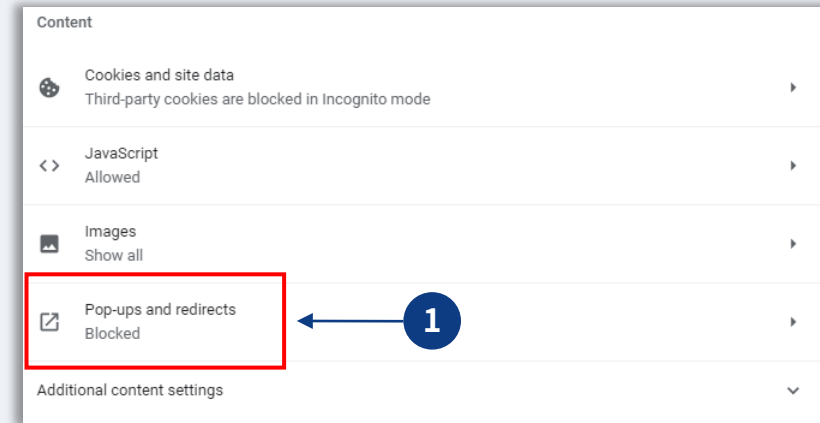 Content
Cookies and site data
Third-party cookies are blocked in Incognito mode
JavaScript
Allowed
Images
Show all
Pop-ups and redirects
Blocked
1
Additional content settings